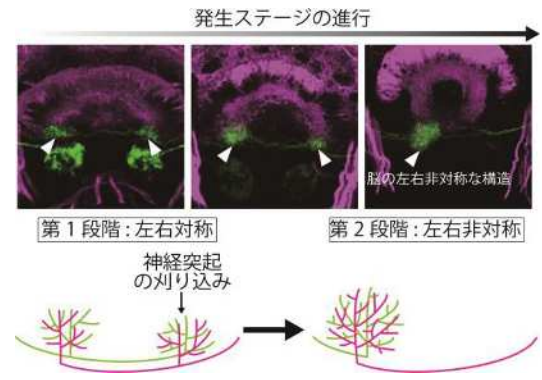 発生ステージの進行
脳の左右非対称な構造
第1段階:左右対称
第2段階:左右非対称
神経突起
の刈り込み